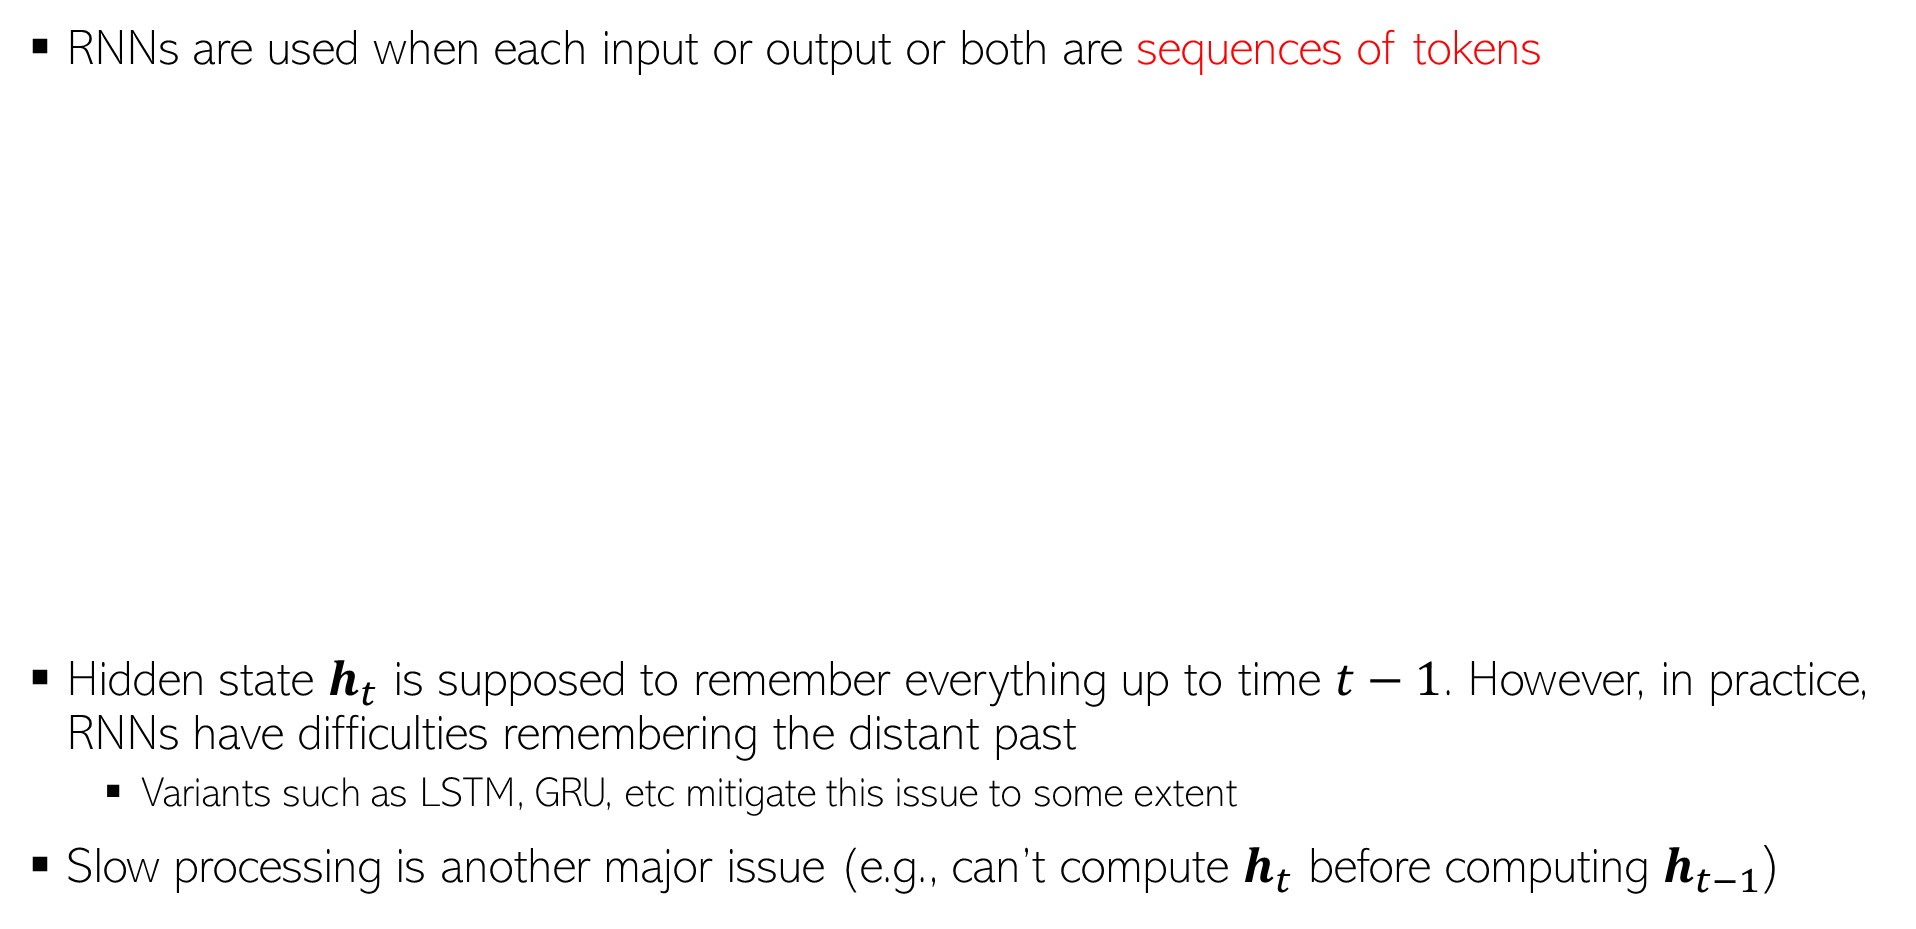 ▪ RNNs are used when each input or output or both are sequences of tokens
▪ Hidden state 𝒉ₜ is supposed to remember everything up to time 𝒕 − 𝟏. However, in practice,
RNNs have difficulties remembering the distant past
▪ Variants such as LSTM, GRU, etc mitigate this issue to some extent
▪ Slow processing is another major issue (e.g., can’t compute 𝒉ₜ before computing 𝒉ₜ₋₁)